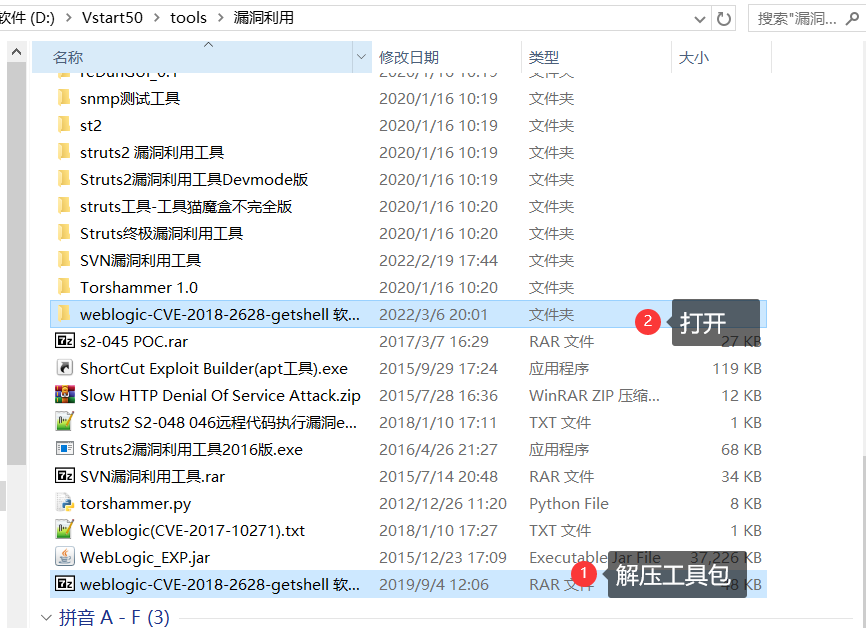 软件 (D:) > Vstart50 > tools > 漏洞利用 搜索"漏洞...
名称 修改日期 类型 大小
snmp测试工具 2020/1/16 10:19 文件夹
st2 2020/1/16 10:19 文件夹
struts2 漏洞利用工具 2020/1/16 10:19 文件夹
Struts2漏洞利用工具Devmode版 2020/1/16 10:19 文件夹
struts工具-工具猫魔盒不完全版 2020/1/16 10:20 文件夹
Struts终极漏洞利用工具 2020/1/16 10:20 文件夹
SVN漏洞利用工具 2022/2/19 17:44 文件夹
Torshammer 1.0 2020/1/16 10:20 文件夹
weblogic-CVE-2018-2628-getshell 软... 2022/3/6 20:01 文件夹 2 打开
s2-045 POC.rar 2017/3/7 16:29 RAR 文件 27 KB
ShortCut Exploit Builder(apt工具).exe 2015/9/29 17:24 应用程序 119 KB
Slow HTTP Denial Of Service Attack.zip 2015/7/28 16:36 WinRAR ZIP 压缩... 12 KB
struts2 S2-048 046远程代码执行漏洞e... 2018/1/10 17:11 TXT 文件 1 KB
Struts2漏洞利用工具2016版.exe 2016/4/26 21:27 应用程序 68 KB
SVN漏洞利用工具.rar 2015/7/14 20:48 RAR 文件 34 KB
torshammer.py 2012/12/26 11:20 Python File 8 KB
Weblogic(CVE-2017-10271).txt 2018/1/10 17:27 TXT 文件 1 KB
WebLogic_EXP.jar 2015/12/23 17:09 Executable Jar File 37,226 KB
weblogic-CVE-2018-2628-getshell 软... 2019/9/4 12:06 RAR 文件 1 解压工具包 KB
拼音 A - F (3)